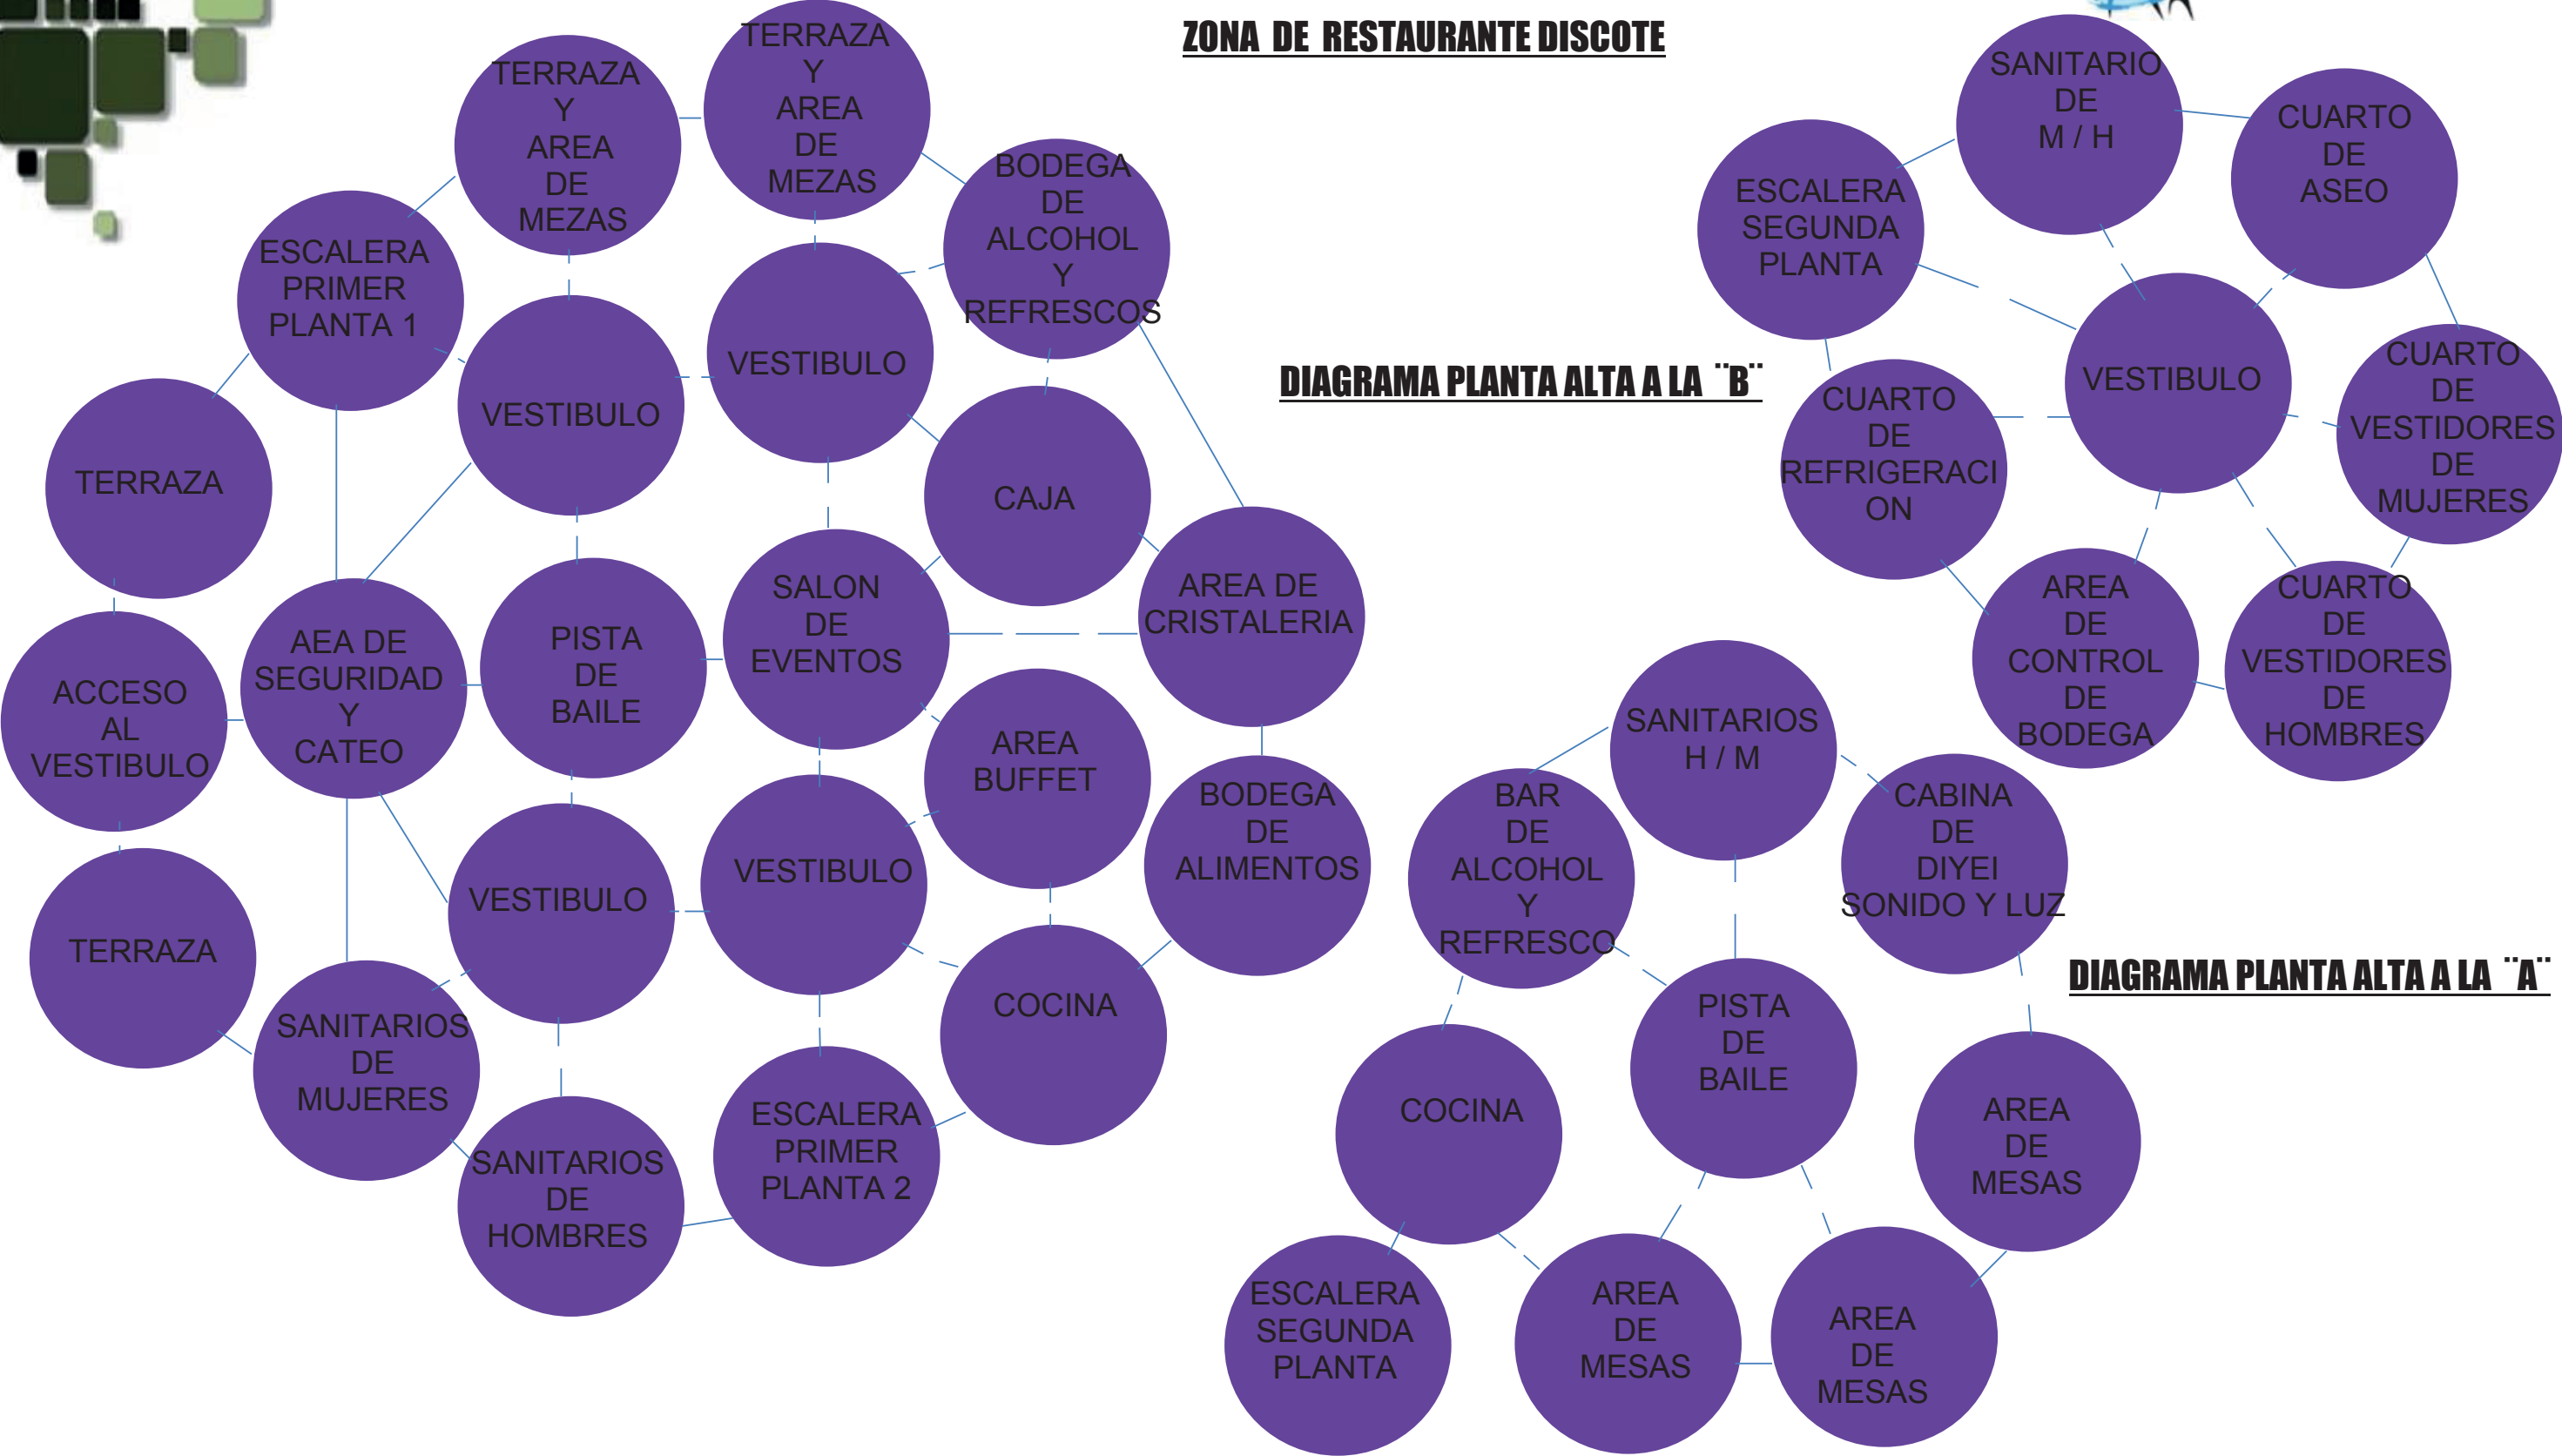 ZONA DE RESTAURANTE DISCOTE
TERRAZA
Y
AREA
DE
MEZAS
TERRAZA
Y
AREA
DE
MEZAS
BODEGA
DE
ALCOHOL
Y
REFRESCOS
ESCALERA
PRIMER
PLANTA 1
VESTIBULO
VESTIBULO
TERRAZA
CAJA
AEA DE
SEGURIDAD
Y
CATEO
PISTA
DE
BAILE
SALON
DE
EVENTOS
AREA DE
CRISTALERIA
ACCESO
AL
VESTIBULO
AREA
BUFFET
BODEGA
DE
ALIMENTOS
VESTIBULO
VESTIBULO
TERRAZA
COCINA
SANITARIOS
DE
MUJERES
SANITARIOS
DE
HOMBRES
ESCALERA
PRIMER
PLANTA 2
DIAGRAMA PLANTA ALTA A LA ¨B¨
SANITARIO
DE
M / H
CUARTO
DE
ASEO
ESCALERA
SEGUNDA
PLANTA
VESTIBULO
CUARTO
DE
VESTIDORES
DE
MUJERES
CUARTO
DE
REFRIGERACI
ON
AREA
DE
CONTROL
DE
BODEGA
CUARTO
DE
VESTIDORES
DE
HOMBRES
SANITARIOS
H / M
BAR
DE
ALCOHOL
Y
REFRESCO
CABINA
DE
DIYEI
SONIDO Y LUZ
DIAGRAMA PLANTA ALTA A LA ¨A¨
PISTA
DE
BAILE
COCINA
AREA
DE
MESAS
ESCALERA
SEGUNDA
PLANTA
AREA
DE
MESAS
AREA
DE
MESAS